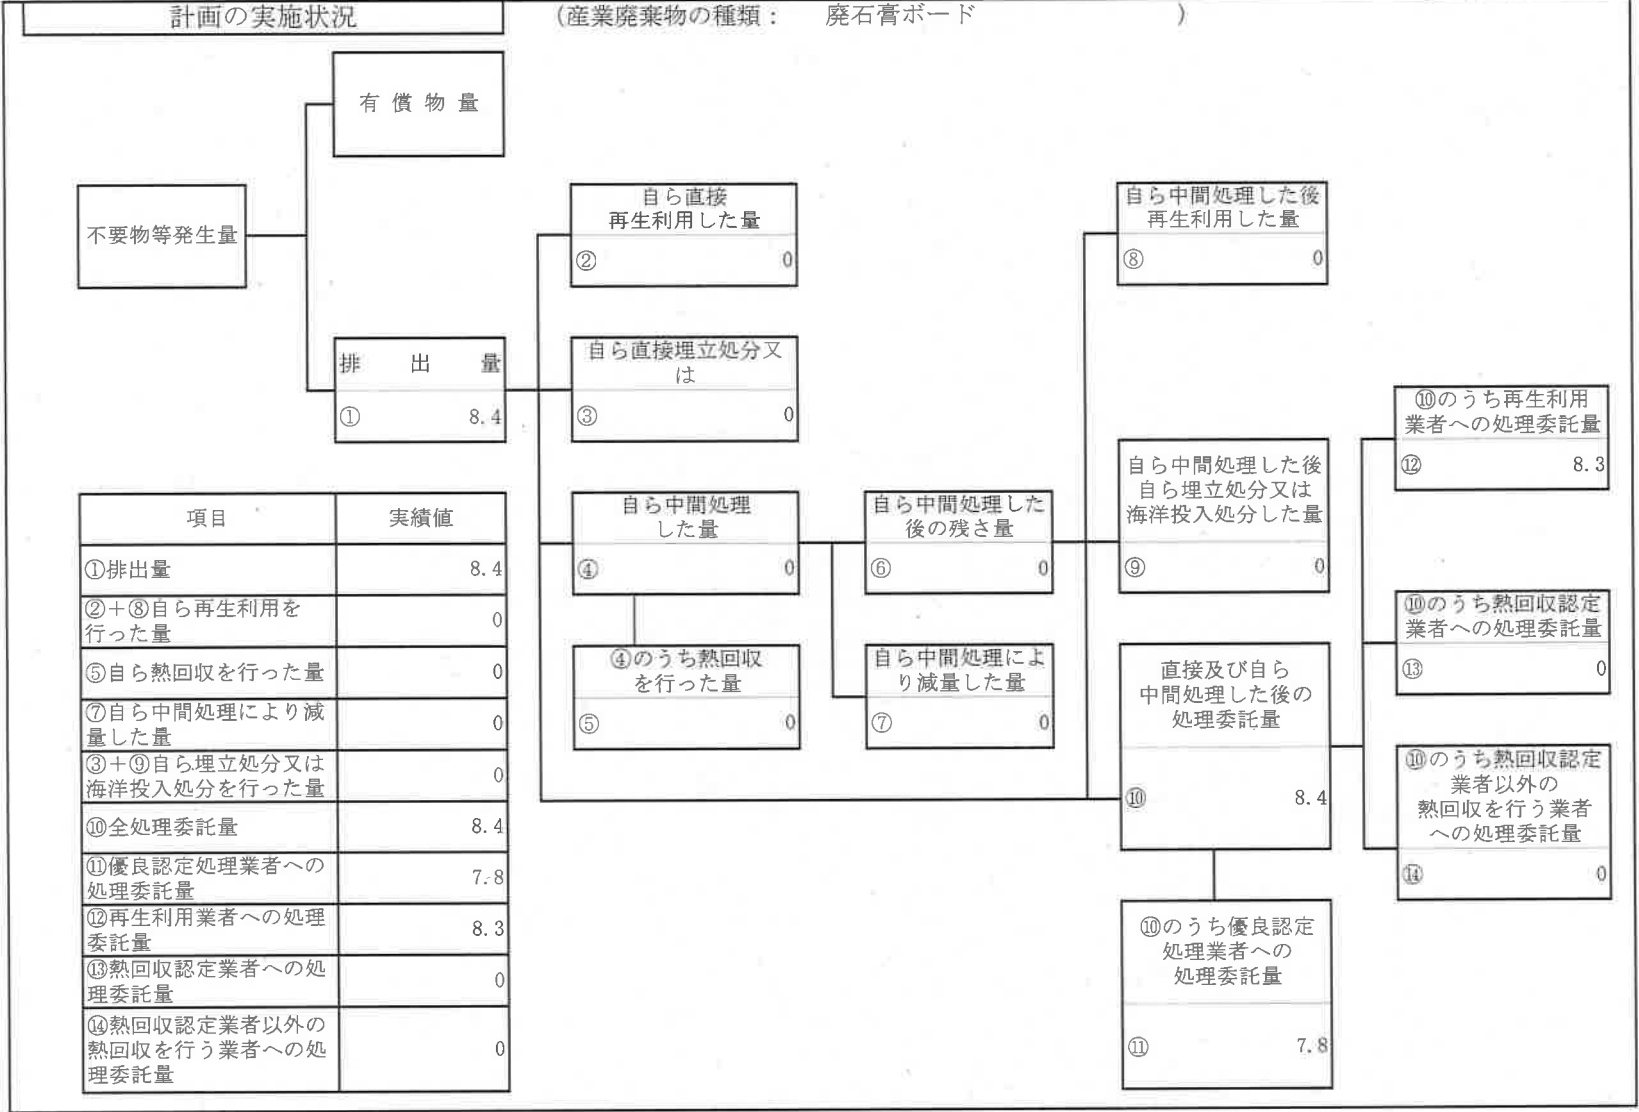 計画の実施状況
（産業廃棄物の種類： 廃石膏ボード ）
有償物量
不要物等発生量
排出量
① 8.4
自ら直接
再生利用した量
② 0
自ら直接埋立処分又
は
③ 0
自ら中間処理
した量
④ 0
④のうち熱回収
を行った量
⑤ 0
自ら中間処理した
後の残さ量
⑥ 0
自ら中間処理によ
り減量した量
⑦ 0
自ら中間処理した後
再生利用した量
⑧ 0
自ら中間処理した後
自ら埋立処分又は
海洋投入処分した量
⑨ 0
直接及び自ら
中間処理した後の
処理委託量
⑩ 8.4
⑩のうち優良認定
処理業者への
処理委託量
⑪ 7.8
⑩のうち再生利用
業者への処理委託量
⑫ 8.3
⑩のうち熱回収認定
業者への処理委託量
⑬ 0
⑩のうち熱回収認定
業者以外の
熱回収を行う業者
への処理委託量
⑭ 0
項目 実績値
①排出量 8.4
②＋⑧自ら再生利用を
行った量 0
⑤自ら熱回収を行った量 0
⑦自ら中間処理により減
量した量 0
③＋⑨自ら埋立処分又は
海洋投入処分を行った量 0
⑩全処理委託量 8.4
⑪優良認定処理業者への
処理委託量 7.8
⑫再生利用業者への処理
委託量 8.3
⑬熱回収認定業者への処
理委託量 0
⑭熱回収認定業者以外の
熱回収を行う業者への処
理委託量 0